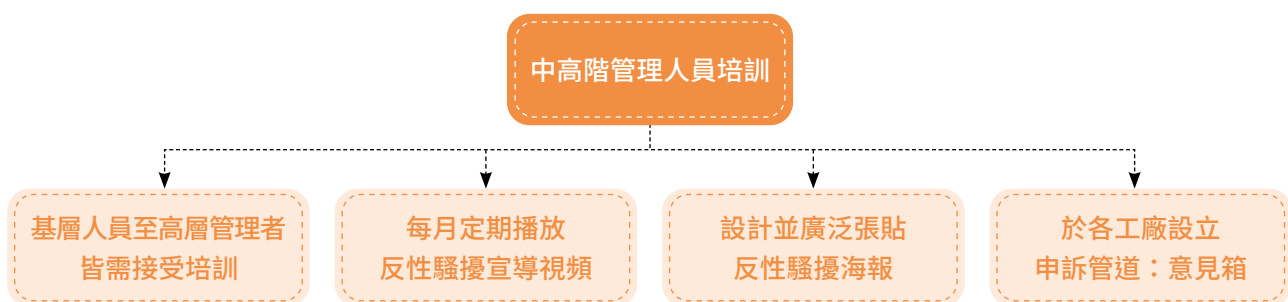 中高階管理人員培訓
基層人員至高層管理者
皆需接受培訓
每月定期播放
反性騷擾宣導視頻
設計並廣泛張貼
反性騷擾海報
於各工廠設立
申訴管道：意見箱